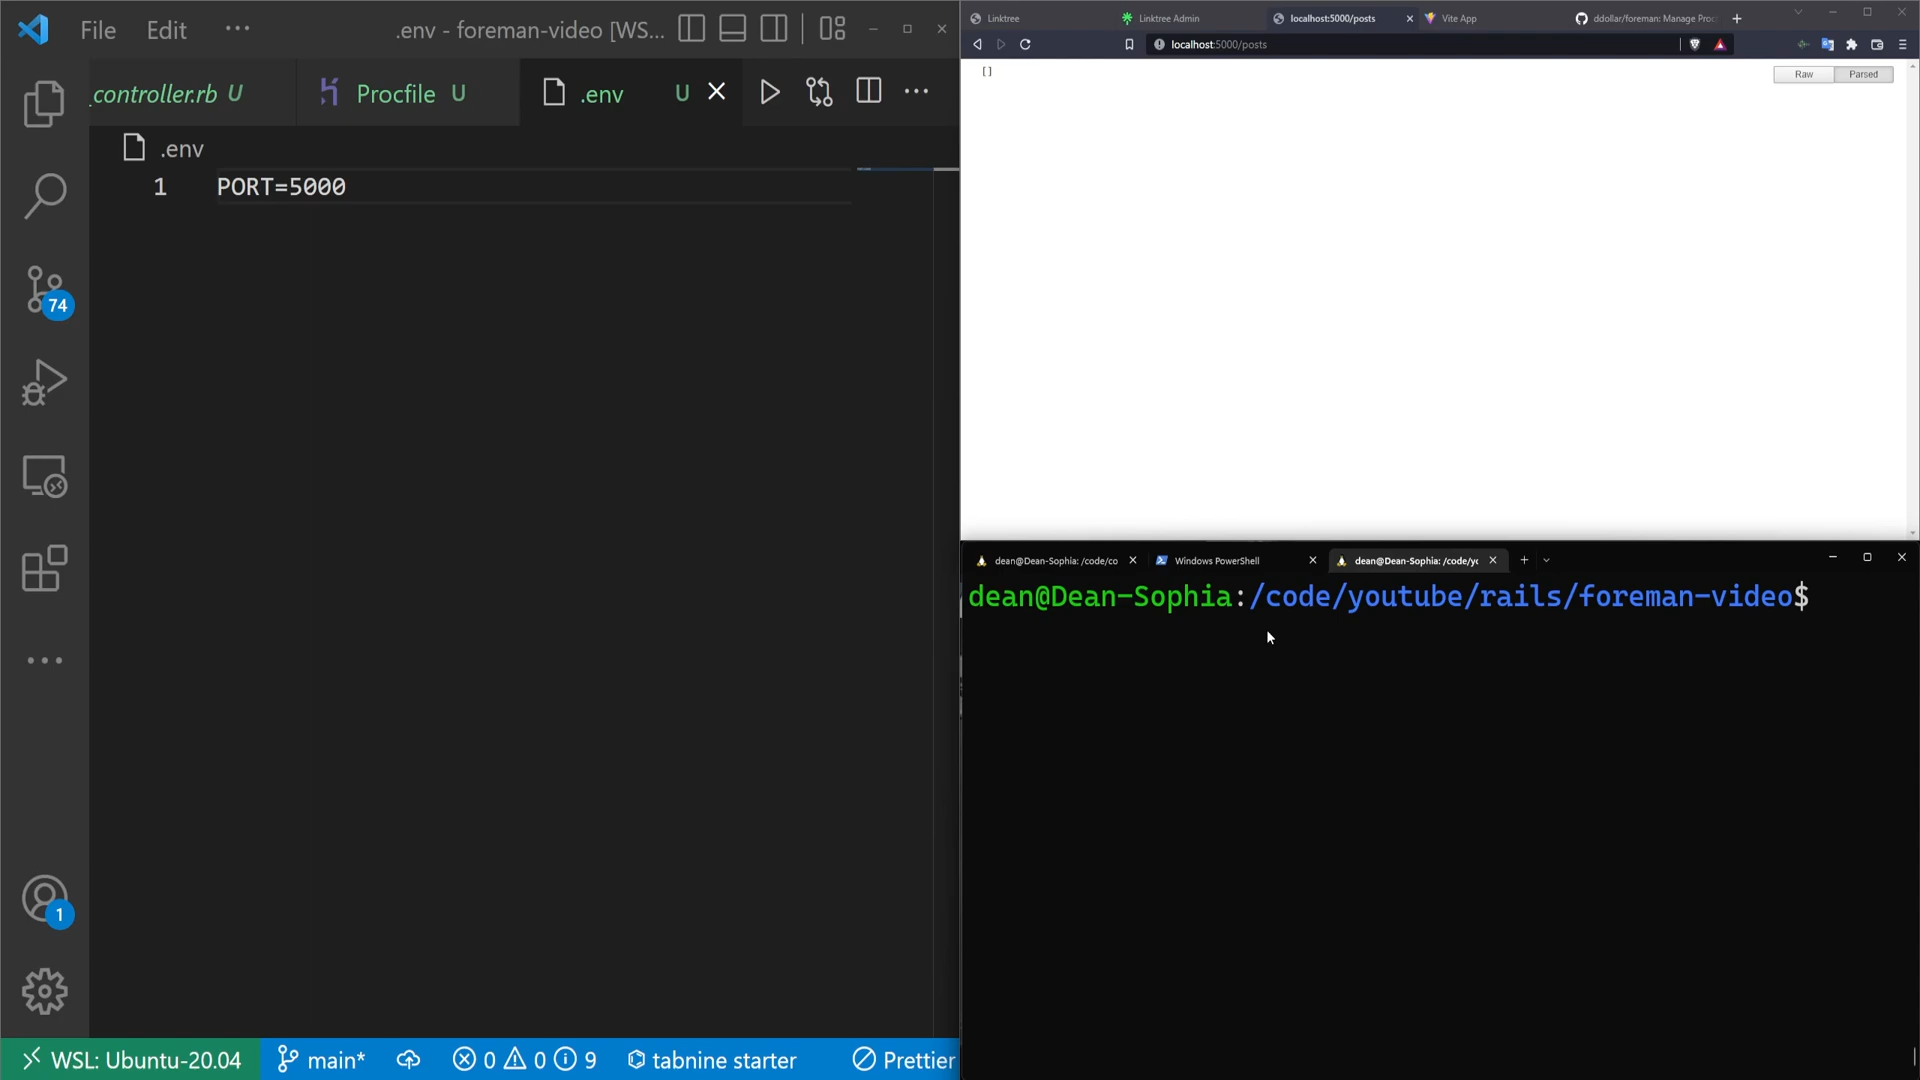 File Edit ... .env - foreman-video [WS...
_controller.rb U Procfile U .env U
.env
1 PORT=5000
74
1
WSL: Ubuntu-20.04 main* 0 0 9 tabnine starter Prettier
Linktree Linktree Admin localhost:5000/posts Vite App ddollar/foreman: Manage Proc
localhost:5000/posts
[] Raw Parsed
dean@Dean-Sophia: /code/co Windows PowerShell dean@Dean-Sophia: /code/yo
dean@Dean-Sophia:/code/youtube/rails/foreman-video$